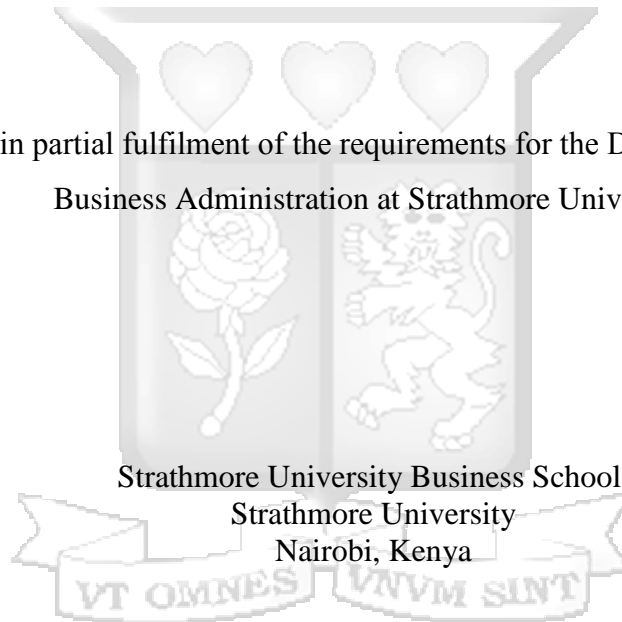 in partial fulfilment of the requirements for the D
Business Administration at Strathmore Univ
Strathmore University Business School
Strathmore University
Nairobi, Kenya
VT OMNES VNVM SINT